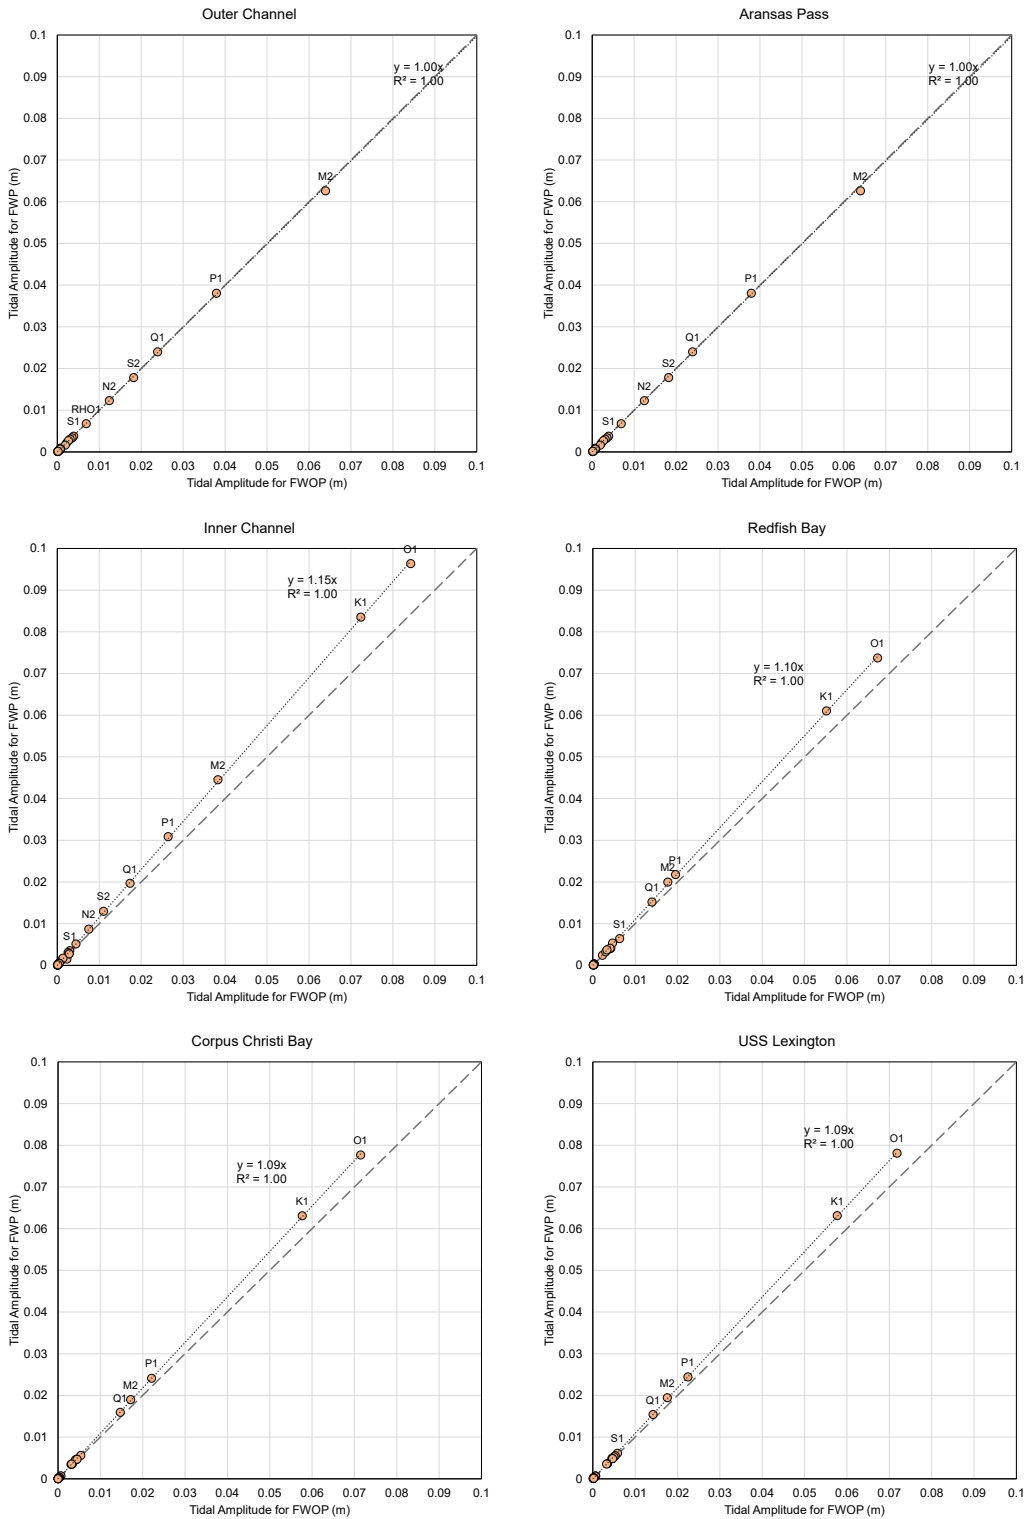 Outer Channel
0.1
0.09
0.08
0.07
0.06
0.05
0.04
0.03
0.02
0.01
0
Tidal Amplitude for FWP (m)
y = 1.00x
R² = 1.00
M2
P1
Q1
S2
N2
RHO1
S1
0 0.01 0.02 0.03 0.04 0.05 0.06 0.07 0.08 0.09 0.1
Tidal Amplitude for FWOP (m)
Aransas Pass
0.1
0.09
0.08
0.07
0.06
0.05
0.04
0.03
0.02
0.01
0
Tidal Amplitude for FWP (m)
y = 1.00x
R² = 1.00
M2
P1
Q1
S2
N2
S1
0 0.01 0.02 0.03 0.04 0.05 0.06 0.07 0.08 0.09 0.1
Tidal Amplitude for FWOP (m)
Inner Channel
0.1
0.09
0.08
0.07
0.06
0.05
0.04
0.03
0.02
0.01
0
Tidal Amplitude for FWP (m)
O1
y = 1.15x
R² = 1.00
K1
M2
P1
Q1
S2
N2
S1
0 0.01 0.02 0.03 0.04 0.05 0.06 0.07 0.08 0.09 0.1
Tidal Amplitude for FWOP (m)
Redfish Bay
0.1
0.09
0.08
0.07
0.06
0.05
0.04
0.03
0.02
0.01
0
Tidal Amplitude for FWP (m)
O1
y = 1.10x
R² = 1.00
K1
P1
M2
Q1
S1
0 0.01 0.02 0.03 0.04 0.05 0.06 0.07 0.08 0.09 0.1
Tidal Amplitude for FWOP (m)
Corpus Christi Bay
0.1
0.09
0.08
0.07
0.06
0.05
0.04
0.03
0.02
0.01
0
Tidal Amplitude for FWP (m)
O1
y = 1.09x
R² = 1.00
K1
P1
M2
Q1
0 0.01 0.02 0.03 0.04 0.05 0.06 0.07 0.08 0.09 0.1
Tidal Amplitude for FWOP (m)
USS Lexington
0.1
0.09
0.08
0.07
0.06
0.05
0.04
0.03
0.02
0.01
0
Tidal Amplitude for FWP (m)
y = 1.09x
R² = 1.00
O1
K1
P1
M2
Q1
S1
0 0.01 0.02 0.03 0.04 0.05 0.06 0.07 0.08 0.09 0.1
Tidal Amplitude for FWOP (m)